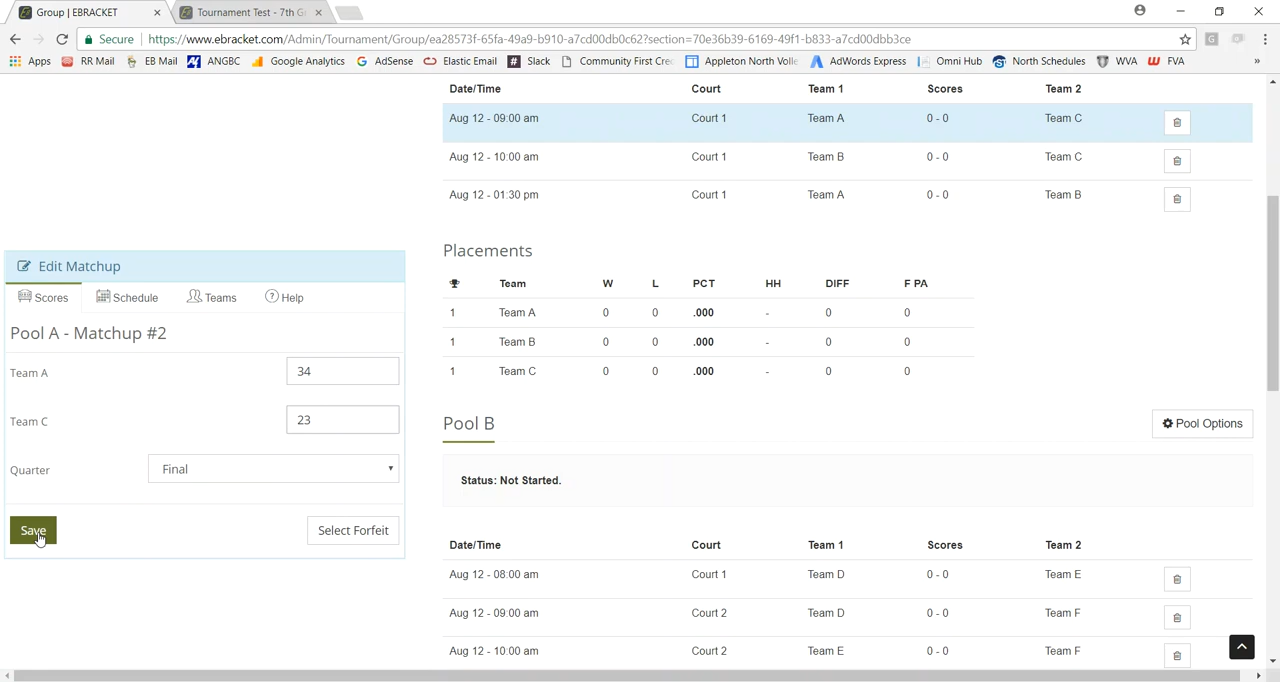 Group | EBRACKET
Tournament Test - 7th G
Secure
https://www.ebracket.com/Admin/Tournament/Group/ea28573f-65fa-49a9-b910-a7cd00db0c62?section=70e36b39-6169-49f1-b833-a7cd00dbb3ce
Apps RR Mail EB Mail ANGBC Google Analytics AdSense Elastic Email Slack Community First Cre Appleton North Volle AdWords Express Omni Hub North Schedules WVA FVA »
Date/Time Court Team 1 Scores Team 2
Aug 12 - 09:00 am Court 1 Team A 0 - 0 Team C
Aug 12 - 10:00 am Court 1 Team B 0 - 0 Team C
Aug 12 - 01:30 pm Court 1 Team A 0 - 0 Team B
Placements
Team W L PCT HH DIFF F PA
1 Team A 0 0 .000 - 0 0
1 Team B 0 0 .000 - 0 0
1 Team C 0 0 .000 - 0 0
Edit Matchup
Scores Schedule Teams Help
Pool A - Matchup #2
Team A 34
Team C 23
Quarter Final
Save Select Forfeit
Pool B Pool Options
Status: Not Started.
Date/Time Court Team 1 Scores Team 2
Aug 12 - 08:00 am Court 1 Team D 0 - 0 Team E
Aug 12 - 09:00 am Court 2 Team D 0 - 0 Team F
Aug 12 - 10:00 am Court 2 Team E 0 - 0 Team F